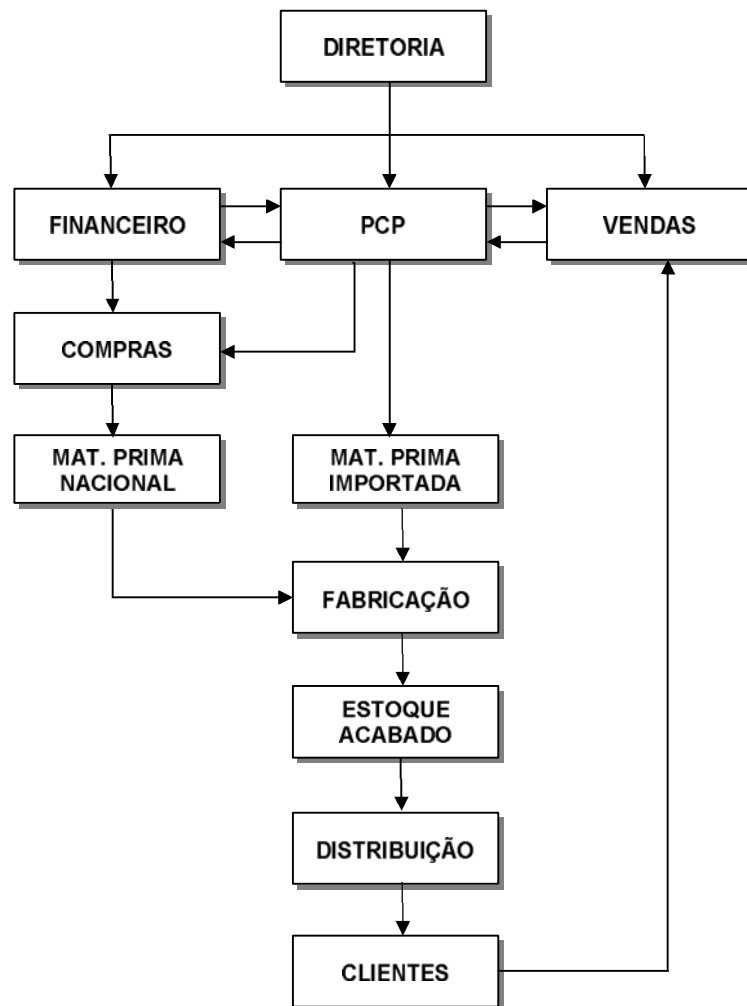 DIRETORIA
FINANCEIRO
PCP
VENDAS
COMPRAS
MAT. PRIMA
NACIONAL
MAT. PRIMA
IMPORTADA
FABRICAÇÃO
ESTOQUE
ACABADO
DISTRIBUIÇÃO
CLIENTES